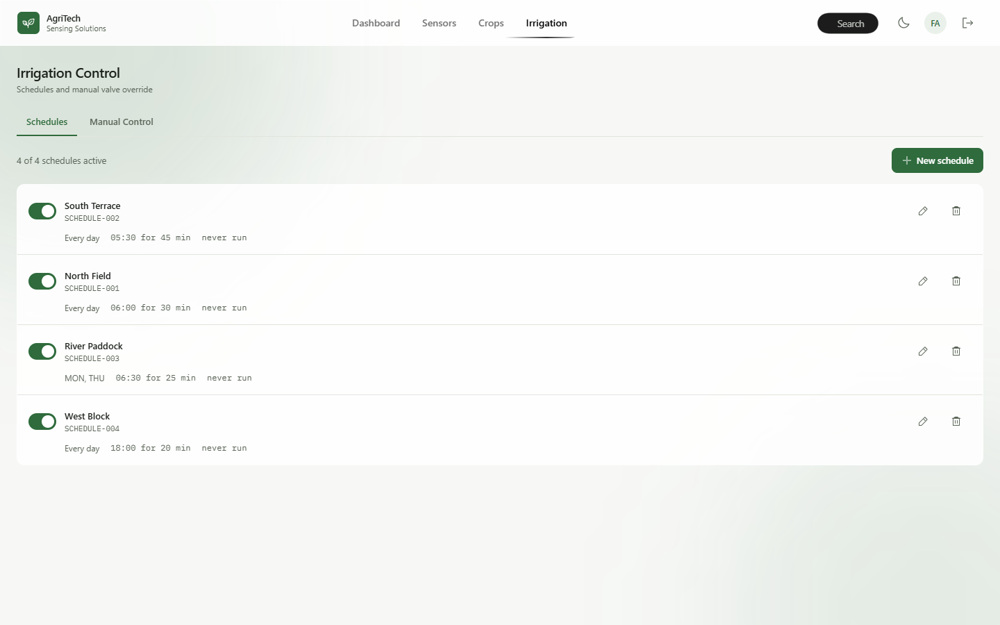 AgriTech
Sensing Solutions
Dashboard Sensors Crops Irrigation
Search
FA
Irrigation Control
Schedules and manual valve override
Schedules Manual Control
4 of 4 schedules active
New schedule
South Terrace
SCHEDULE-002
Every day 05:30 for 45 min never run
North Field
SCHEDULE-001
Every day 06:00 for 30 min never run
River Paddock
SCHEDULE-003
MON, THU 06:30 for 25 min never run
West Block
SCHEDULE-004
Every day 18:00 for 20 min never run